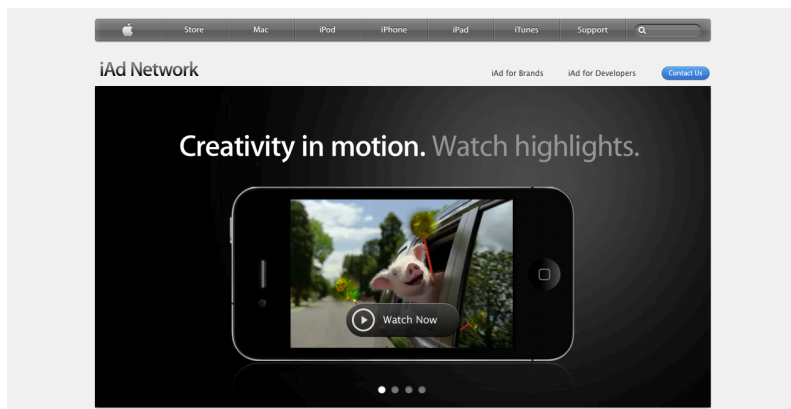 Store Mac iPod iPhone iPad iTunes Support
iAd Network
iAd for Brands iAd for Developers Contact Us
Creativity in motion. Watch highlights.
Watch Now